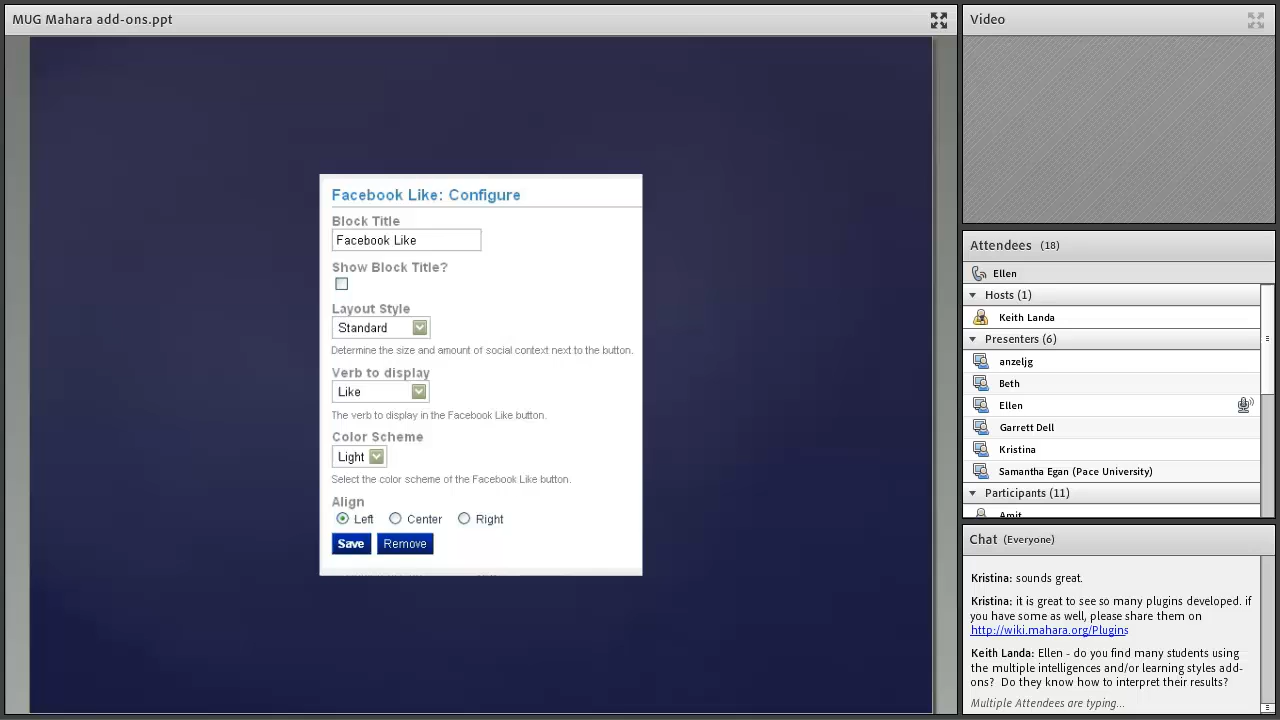 MUG Mahara add-ons.ppt
Facebook Like: Configure
Block Title
Facebook Like
Show Block Title?
Layout Style
Standard
Determine the size and amount of social context next to the button.
Verb to display
Like
The verb to display in the Facebook Like button.
Color Scheme
Light
Select the color scheme of the Facebook Like button.
Align
Left Center Right
Save Remove
Video
Attendees (18)
Ellen
Hosts (1)
Keith Landa
Presenters (6)
anzeljg
Beth
Ellen
Garrett Dell
Kristina
Samantha Egan (Pace University)
Participants (11)
Amit
Chat (Everyone)
Kristina: sounds great.
Kristina: it is great to see so many plugins developed. if
you have some as well, please share them on
http://wiki.mahara.org/Plugins
Keith Landa: Ellen - do you find many students using
the multiple intelligences and/or learning styles add-
ons? Do they know how to interpret their results?
Multiple Attendees are typing...